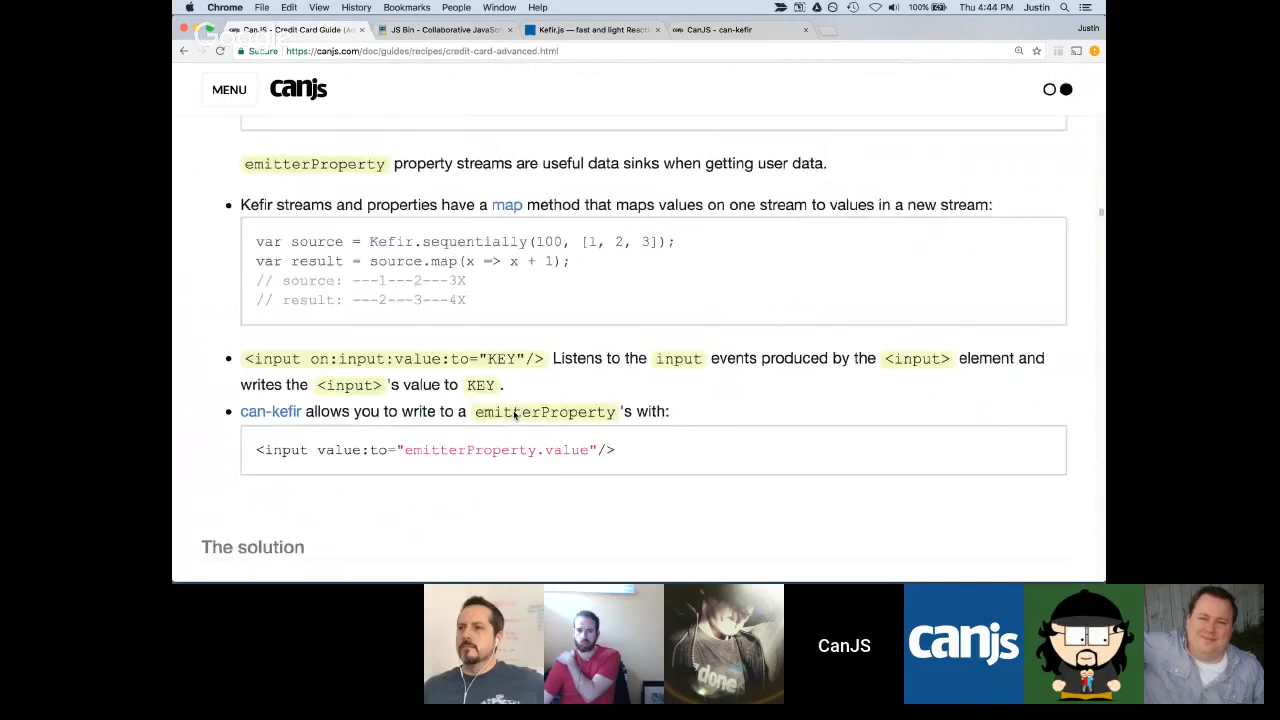 Chrome File Edit View History Bookmarks People Window Help 100% Thu 4:44 PM Justin
CanJS - Credit Card Guide (Ad
JS Bin - Collaborative JavaScr
Kefir.js — fast and light Reacti
CanJS - can-kefir
Justin
Secure https://canjs.com/doc/guides/recipes/credit-card-advanced.html
MENU canjs
emitterProperty property streams are useful data sinks when getting user data.
• Kefir streams and properties have a map method that maps values on one stream to values in a new stream:
var source = Kefir.sequentially(100, [1, 2, 3]);
var result = source.map(x => x + 1);
// source: ---1---2---3X
// result: ---2---3---4X
• <input on:input:value:to="KEY"/> Listens to the input events produced by the <input> element and
writes the <input>'s value to KEY.
• can-kefir allows you to write to a emitterProperty's with:
<input value:to="emitterProperty.value"/>
The solution
done
CanJS
canjs